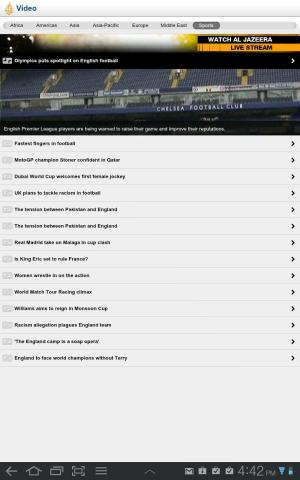 Video
Africa Americas Asia Asia-Pacific Europe Middle East Sports
WATCH AL JAZEERA
LIVE STREAM
Olympics puts spotlight on English football
CHELSEA FOOTBALL CLUB
English Premier League players are being warned to raise their game and improve their reputations.
Fastest fingers in football
MotoGP champion Stoner confident in Qatar
Dubai World Cup welcomes first female jockey
UK plans to tackle racism in football
The tension between Pakistan and England
The tension between Pakistan and England
Real Madrid take on Malaga in cup clash
Is King Eric set to rule France?
Women wrestle in on the action
World Match Tour Racing climax
Williams aims to reign in Monsoon Cup
Racism allegation plagues England team
'The England camp is a soap opera'
England to face world champions without Terry
4:42 PM